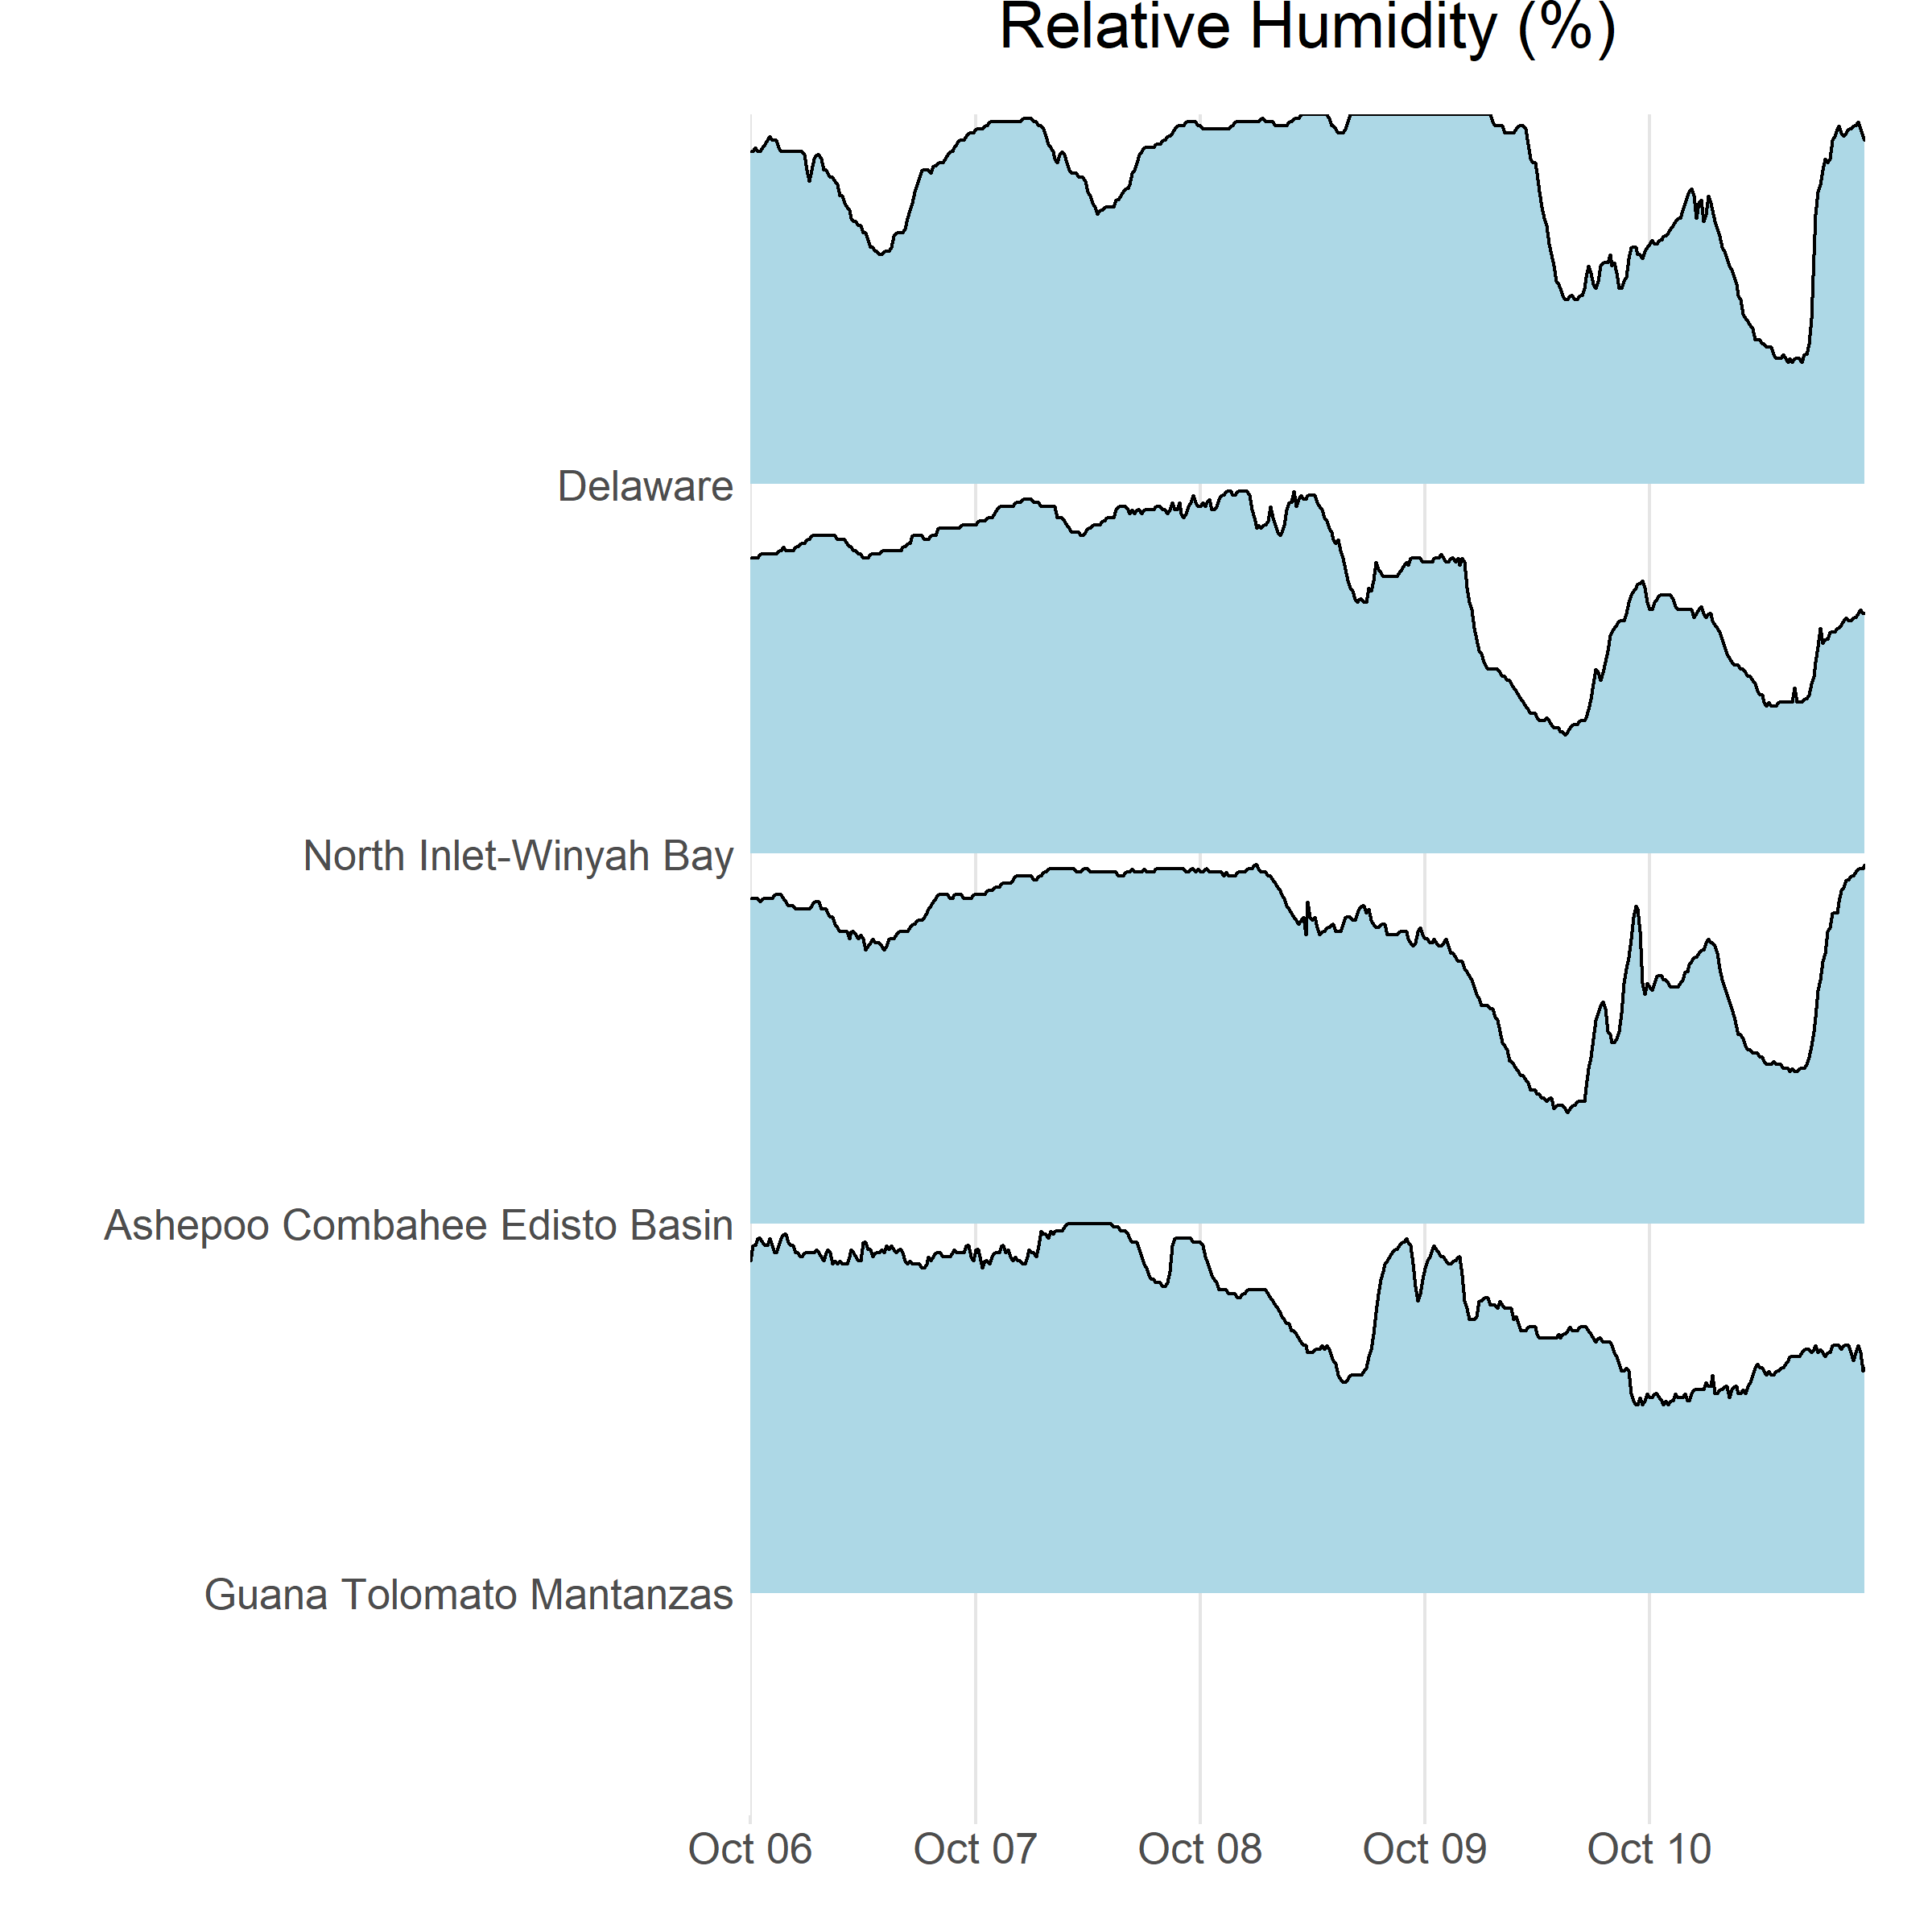 Relative Humidity (%)
Delaware
North Inlet-Winyah Bay
Ashepoo Combahee Edisto Basin
Guana Tolomato Mantanzas
Oct 06 Oct 07 Oct 08 Oct 09 Oct 10